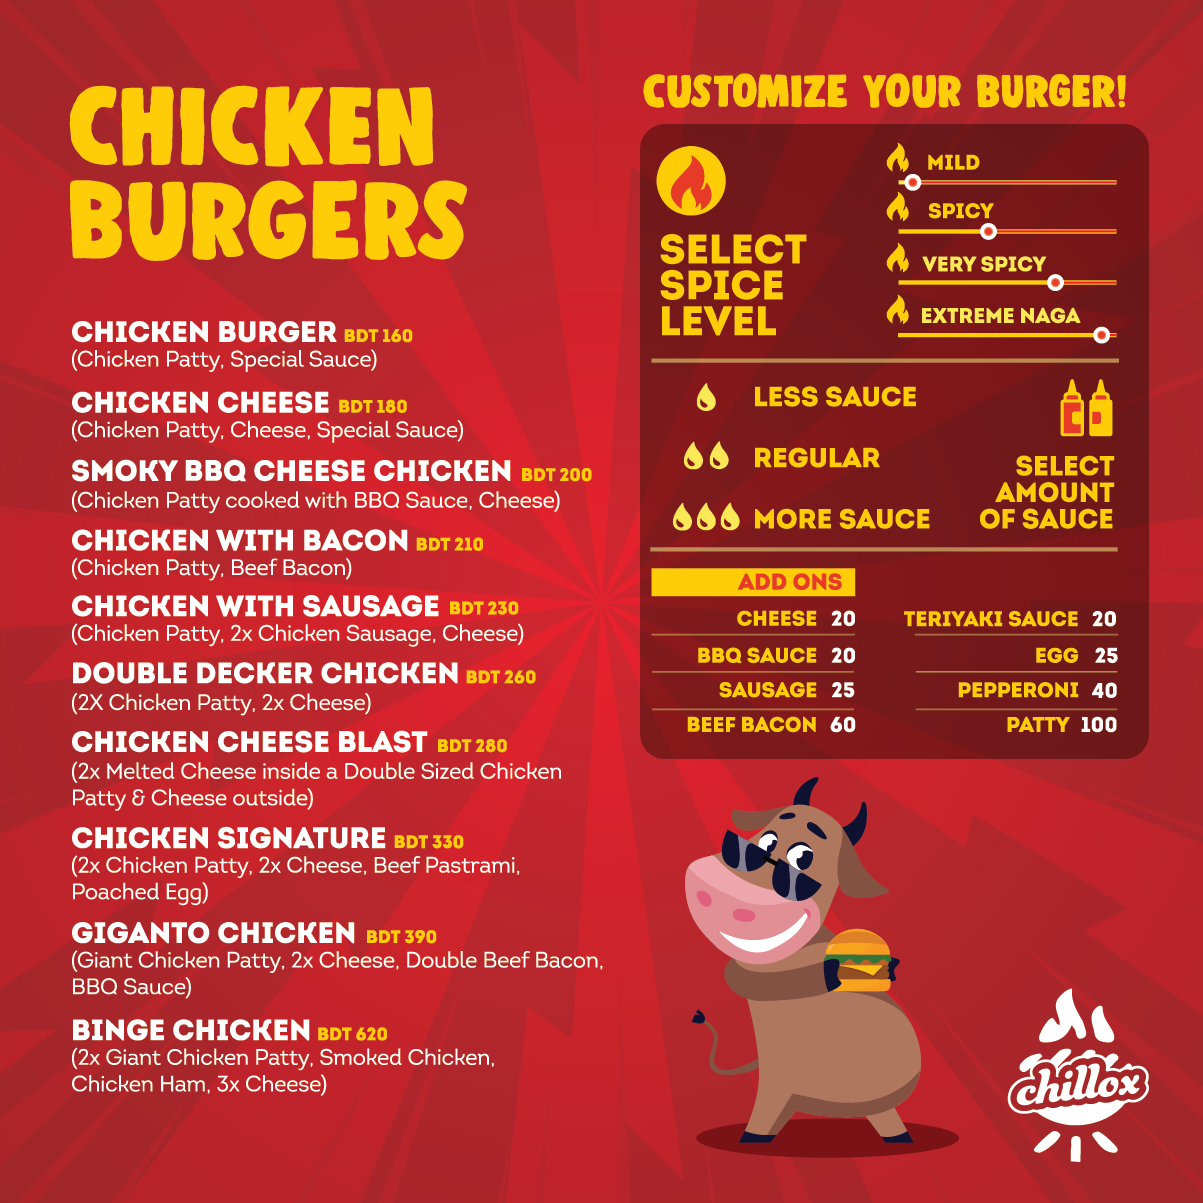 CHICKEN
BURGERS
CHICKEN BURGER BDT 160
(Chicken Patty, Special Sauce)
CHICKEN CHEESE BDT 180
(Chicken Patty, Cheese, Special Sauce)
SMOKY BBQ CHEESE CHICKEN BDT 200
(Chicken Patty cooked with BBQ Sauce, Cheese)
CHICKEN WITH BACON BDT 210
(Chicken Patty, Beef Bacon)
CHICKEN WITH SAUSAGE BDT 230
(Chicken Patty, 2x Chicken Sausage, Cheese)
DOUBLE DECKER CHICKEN BDT 260
(2X Chicken Patty, 2x Cheese)
CHICKEN CHEESE BLAST BDT 280
(2x Melted Cheese inside a Double Sized Chicken
Patty & Cheese outside)
CHICKEN SIGNATURE BDT 330
(2x Chicken Patty, 2x Cheese, Beef Pastrami,
Poached Egg)
GIGANTO CHICKEN BDT 390
(Giant Chicken Patty, 2x Cheese, Double Beef Bacon,
BBQ Sauce)
BINGE CHICKEN BDT 620
(2x Giant Chicken Patty, Smoked Chicken,
Chicken Ham, 3x Cheese)
CUSTOMIZE YOUR BURGER!
SELECT
SPICE
LEVEL
MILD
SPICY
VERY SPICY
EXTREME NAGA
LESS SAUCE
REGULAR
MORE SAUCE
SELECT
AMOUNT
OF SAUCE
ADD ONS
CHEESE 20
BBQ SAUCE 20
SAUSAGE 25
BEEF BACON 60
TERIYAKI SAUCE 20
EGG 25
PEPPERONI 40
PATTY 100
chillox